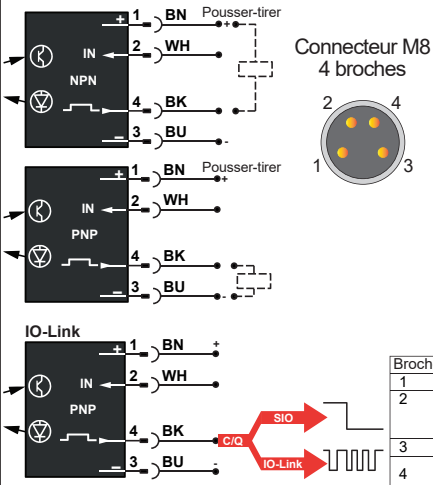 1 BN Pousser-tirer
+ +
IN 2 WH
NPN
4 BK
3 BU
- -
Connecteur M8
4 broches
2 4
1 3
1 BN Pousser-tirer
+ +
IN 2 WH
PNP
4 BK
3 BU
- -
IO-Link
1 BN
+ +
IN 2 WH
PNP
4 BK C/Q
3 BU
- -
SIO
IO-Link
Broch
1
2
3
4